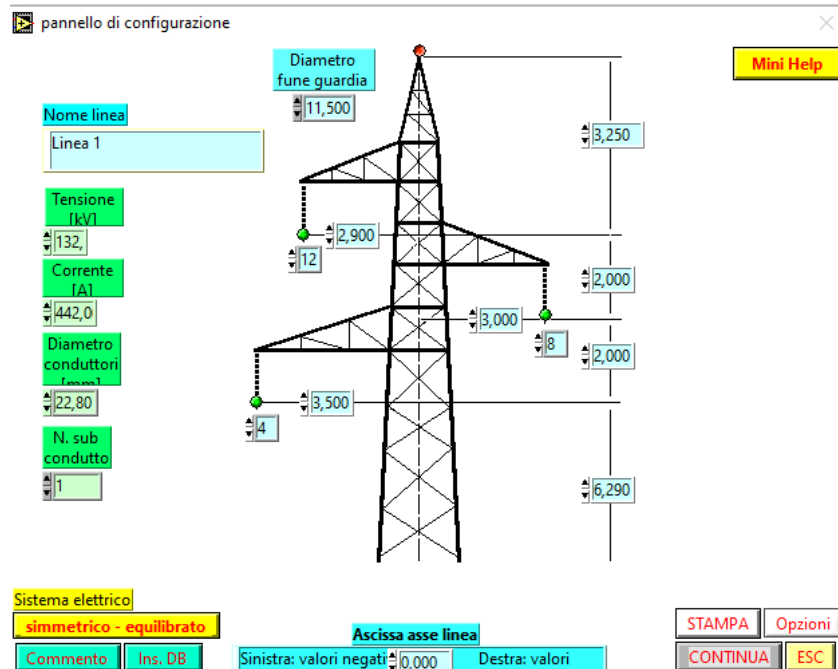 pannello di configurazione
Diametro
fune guardia
11,500
Mini Help
Nome linea
Linea 1
3,250
Tensione
[kV]
132,
2,900
12
Corrente
[A]
442,0
2,000
3,000
8
Diametro
conduttori
[mm]
22,80
2,000
3,500
4
N. sub
condutto
1
6,290
Sistema elettrico
simmetrico - equilibrato
Commento
Ins. DB
Ascissa asse linea
Sinistra: valori negati
0,000
Destra: valori
STAMPA
Opzioni
CONTINUA
ESC